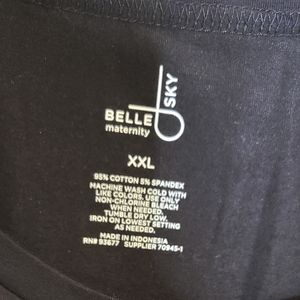 BELLE
SKY
maternity
XXL
95% COTTON 5% SPANDEX
MACHINE WASH COLD WITH
LIKE COLORS. USE ONLY
NON-CHLORINE BLEACH
WHEN NEEDED.
TUMBLE DRY LOW.
IRON ON LOWEST SETTING
AS NEEDED.
MADE IN INDONESIA
RN# 93677 SUPPLIER 70945-1